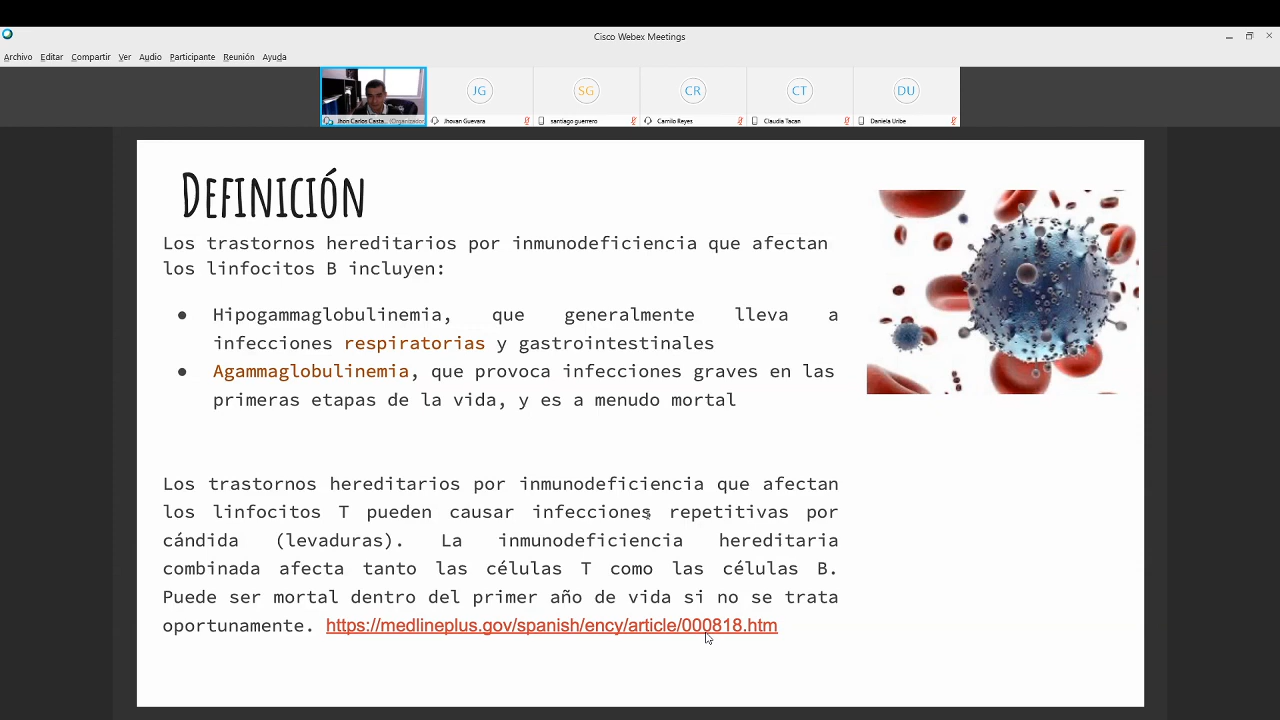 Cisco Webex Meetings
Archivo Editar Compartir Ver Audio Participante Reunión Ayuda
JG SG CR CT DU
Jhon Carlos Casta... (Organizador) Jhovan Guevara santiago guerrero Camilo Reyes Claudia Tacan Daniela Uribe
Definición
Los trastornos hereditarios por inmunodeficiencia que afectan
los linfocitos B incluyen:
● Hipogammaglobulinemia, que generalmente lleva a
infecciones respiratorias y gastrointestinales
● Agammaglobulinemia, que provoca infecciones graves en las
primeras etapas de la vida, y es a menudo mortal
Los trastornos hereditarios por inmunodeficiencia que afectan
los linfocitos T pueden causar infecciones repetitivas por
cándida (levaduras). La inmunodeficiencia hereditaria
combinada afecta tanto las células T como las células B.
Puede ser mortal dentro del primer año de vida si no se trata
oportunamente. https://medlineplus.gov/spanish/ency/article/000818.htm